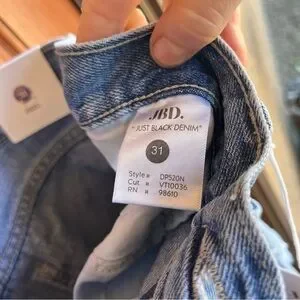 JBD.
"JUST BLACK DENIM"
31
Style » DP520N
Cut » VT10036
RN » 98610